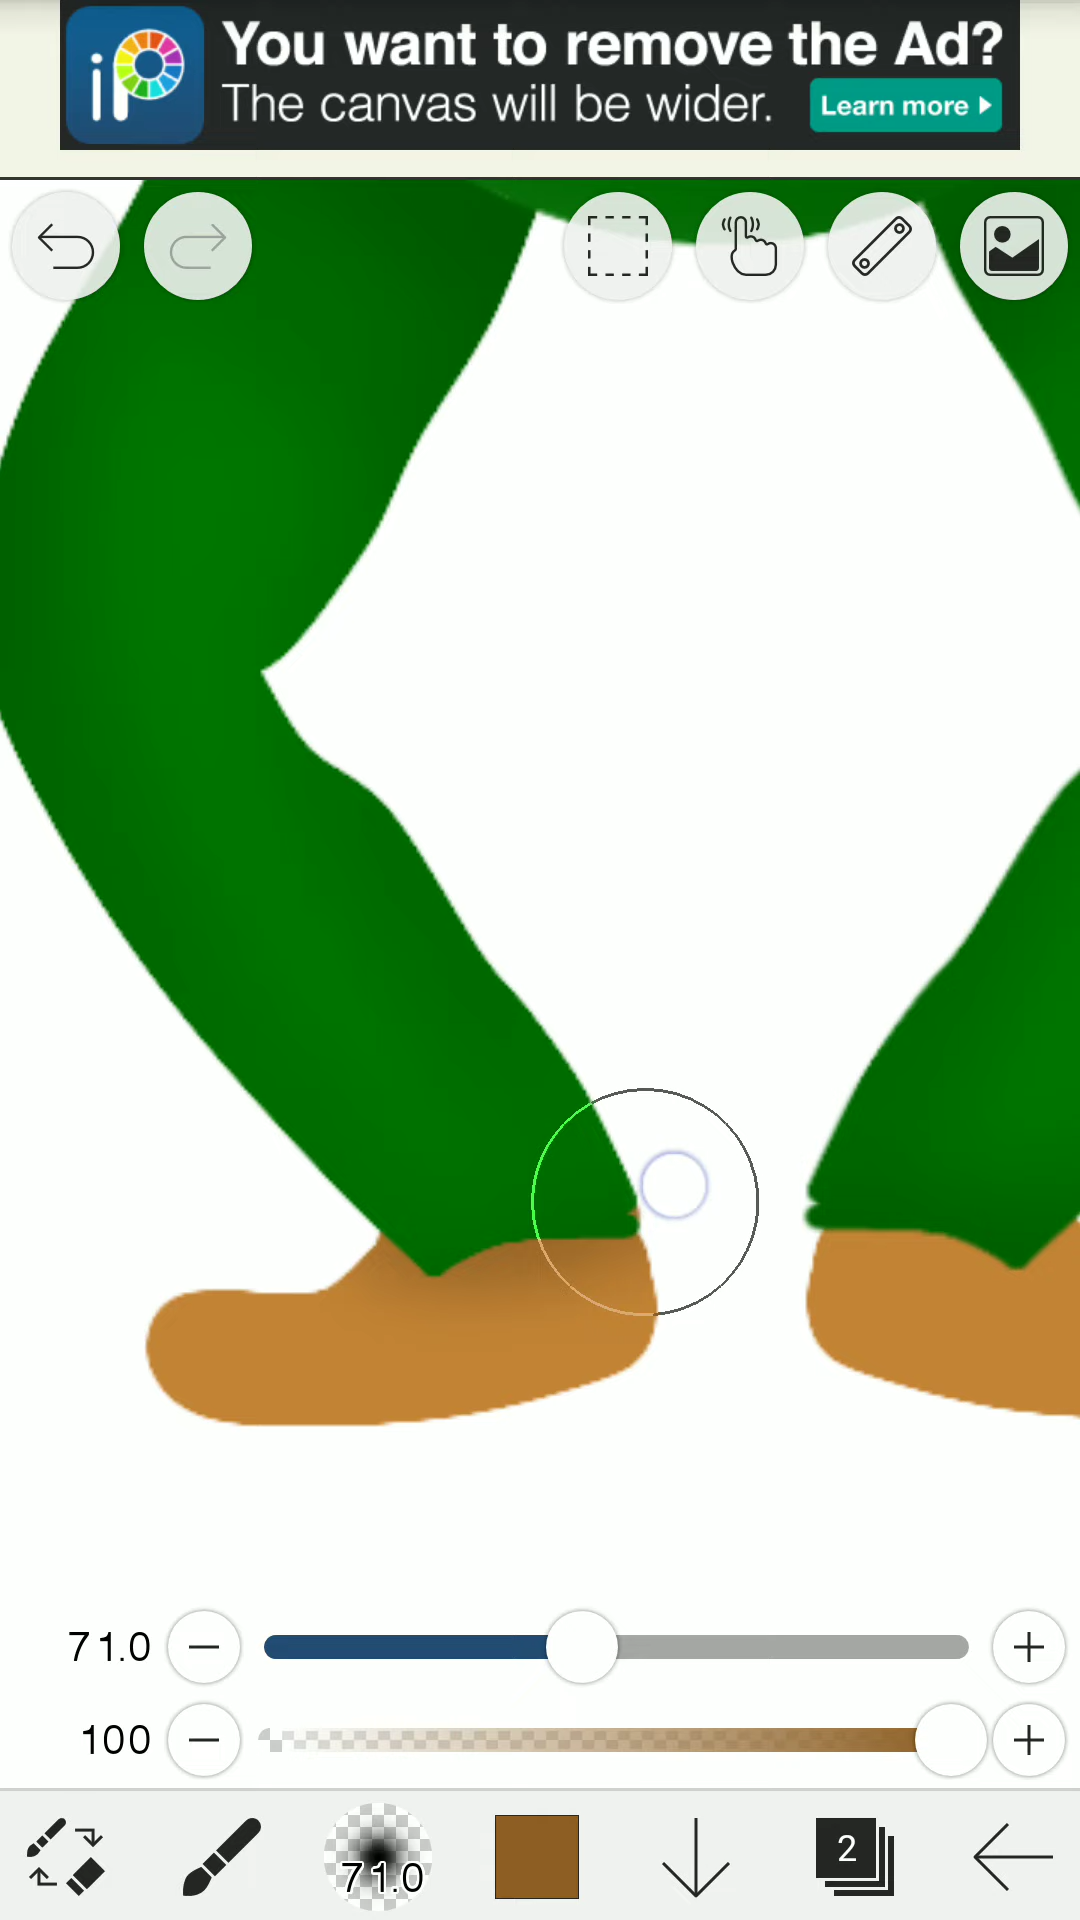 iP
You want to remove the Ad?
The canvas will be wider.
Learn more
71.0
100
71.0
2